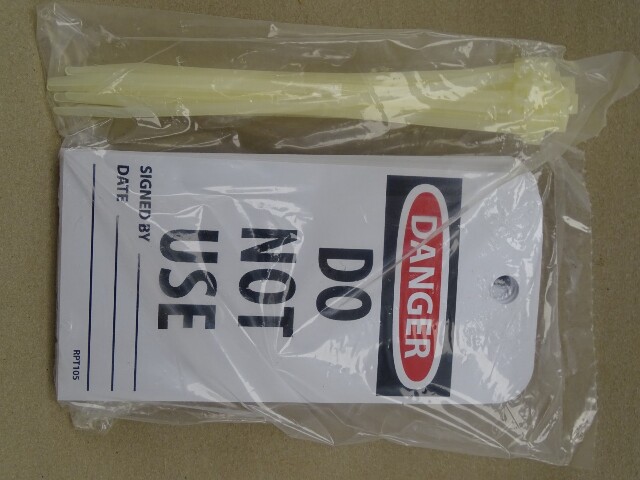 DANGER
DO
NOT
USE
SIGNED BY
DATE
RPT105